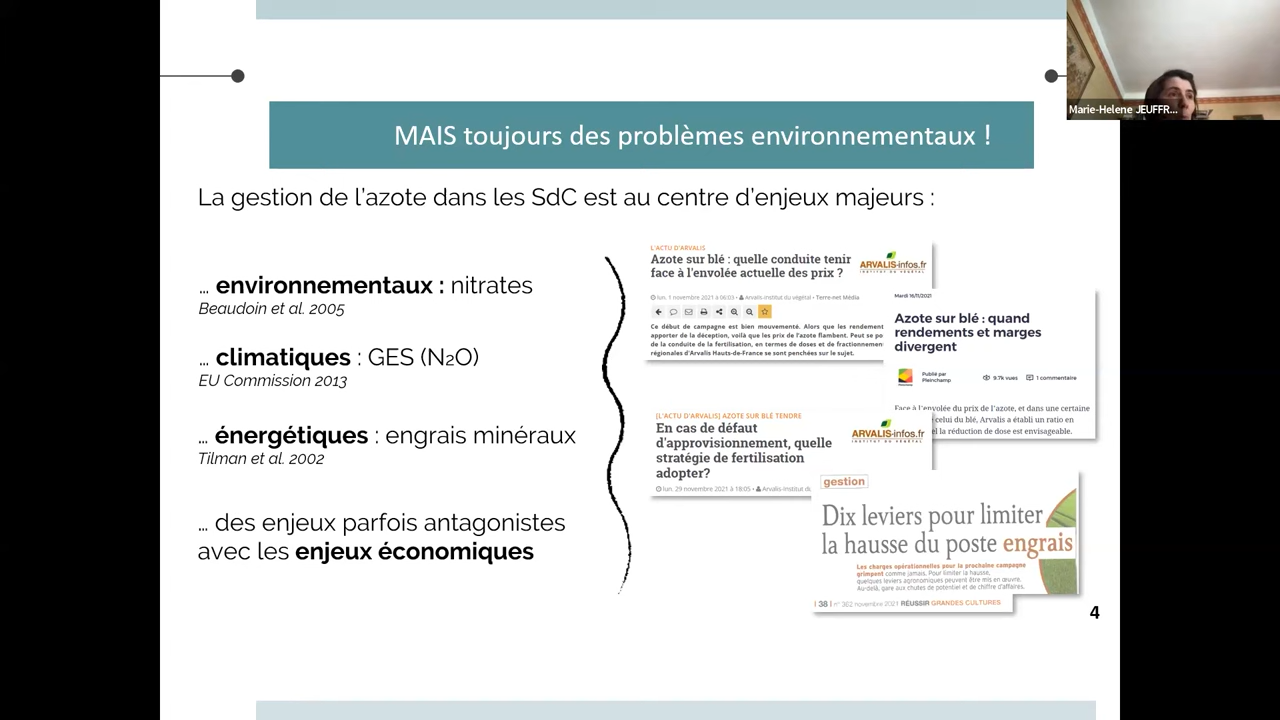 Marie-Helene JEUFFR...
MAIS toujours des problèmes environnementaux !
La gestion de l'azote dans les SdC est au centre d'enjeux majeurs :
… environnementaux : nitrates
Beaudoin et al. 2005
… climatiques : GES (N2O)
EU Commission 2013
… énergétiques : engrais minéraux
Tilman et al. 2002
… des enjeux parfois antagonistes
avec les enjeux économiques
L'ACTU D'ARVALIS
Azote sur blé : quelle conduite tenir
face à l'envolée actuelle des prix ?
ARVALIS-infos.fr
INSTITUT DU VÉGÉTAL
lun. 1 novembre 2021 à 06:03 • Arvalis-institut du végétal • Terre-net Média
Ce début de campagne est bien mouvementé. Alors que les rendement
apporter de la déception, voilà que les prix de l'azote flambent. Peut se po
de la conduite de la fertilisation, en termes de doses et de fractionnemen
régionales d'Arvalis Hauts-de-France se sont penchées sur le sujet.
Mardi 16/11/2021
Azote sur blé : quand
rendements et marges
divergent
Publié par
Pleinchamp
9.7k vues
1 commentaire
Face à l'envolée du prix de l'azote, et dans une certaine
celui du blé, Arvalis a établi un ratio en
el la réduction de dose est envisageable.
[L'ACTU D'ARVALIS] AZOTE SUR BLÉ TENDRE
En cas de défaut
d'approvisionnement, quelle
stratégie de fertilisation
adopter?
ARVALIS-infos.fr
INSTITUT DU VÉGÉTAL
lun. 29 novembre 2021 à 18:05 • Arvalis-Institut du
gestion
Dix leviers pour limiter
la hausse du poste engrais
Les charges opérationnelles pour la prochaine campagne
grimpent comme jamais. Pour limiter la hausse,
quelques leviers agronomiques peuvent être mis en œuvre.
Au-delà, gare aux chutes de potentiel et de chiffre d'affaires.
38 | n° 362 novembre 2021 RÉUSSIR GRANDES CULTURES
4